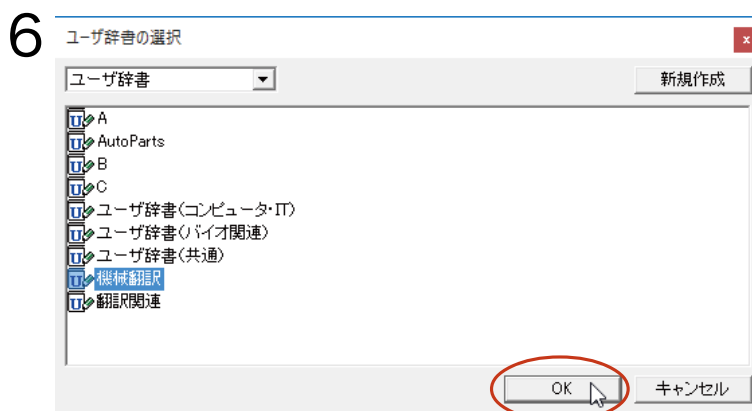 6
ユーザ辞書の選択
x
ユーザ辞書
新規作成
A
AutoParts
B
C
ユーザ辞書(コンピュータ・IT)
ユーザ辞書(バイオ関連)
ユーザ辞書(共通)
機械翻訳
翻訳関連
OK
キャンセル